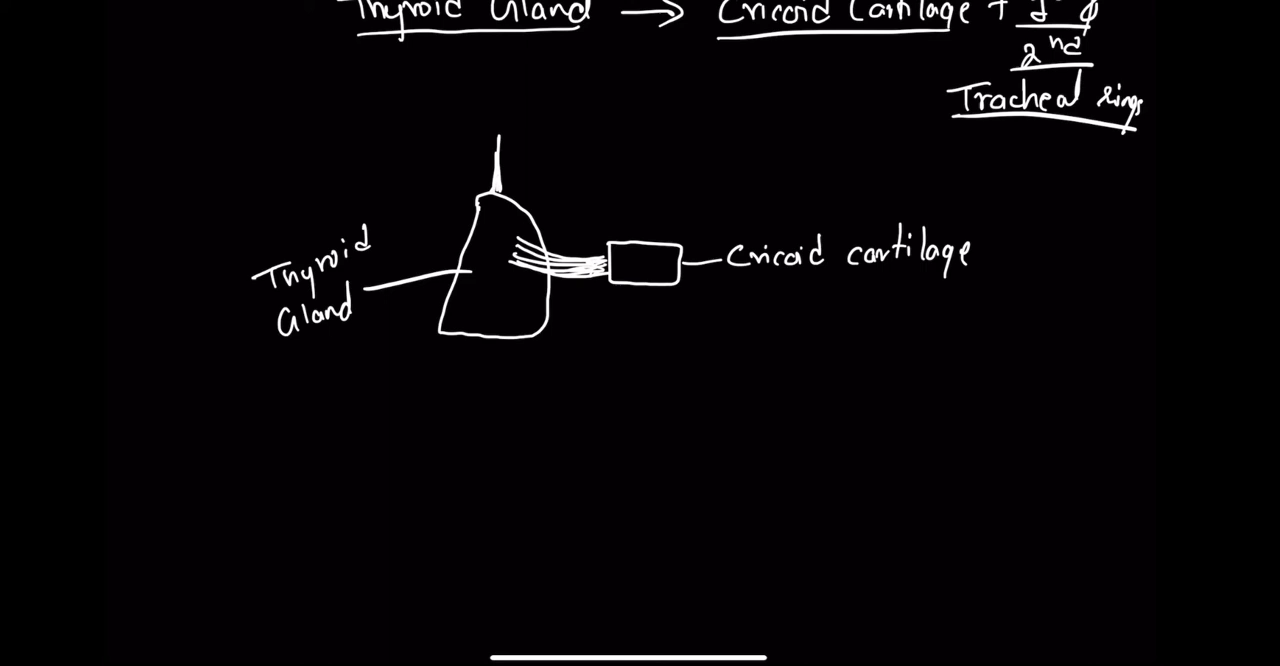 Thyroid Gland → Cricoid Cartilage +
2nd
Tracheal rings
Thyroid
Gland
Cricoid cartilage